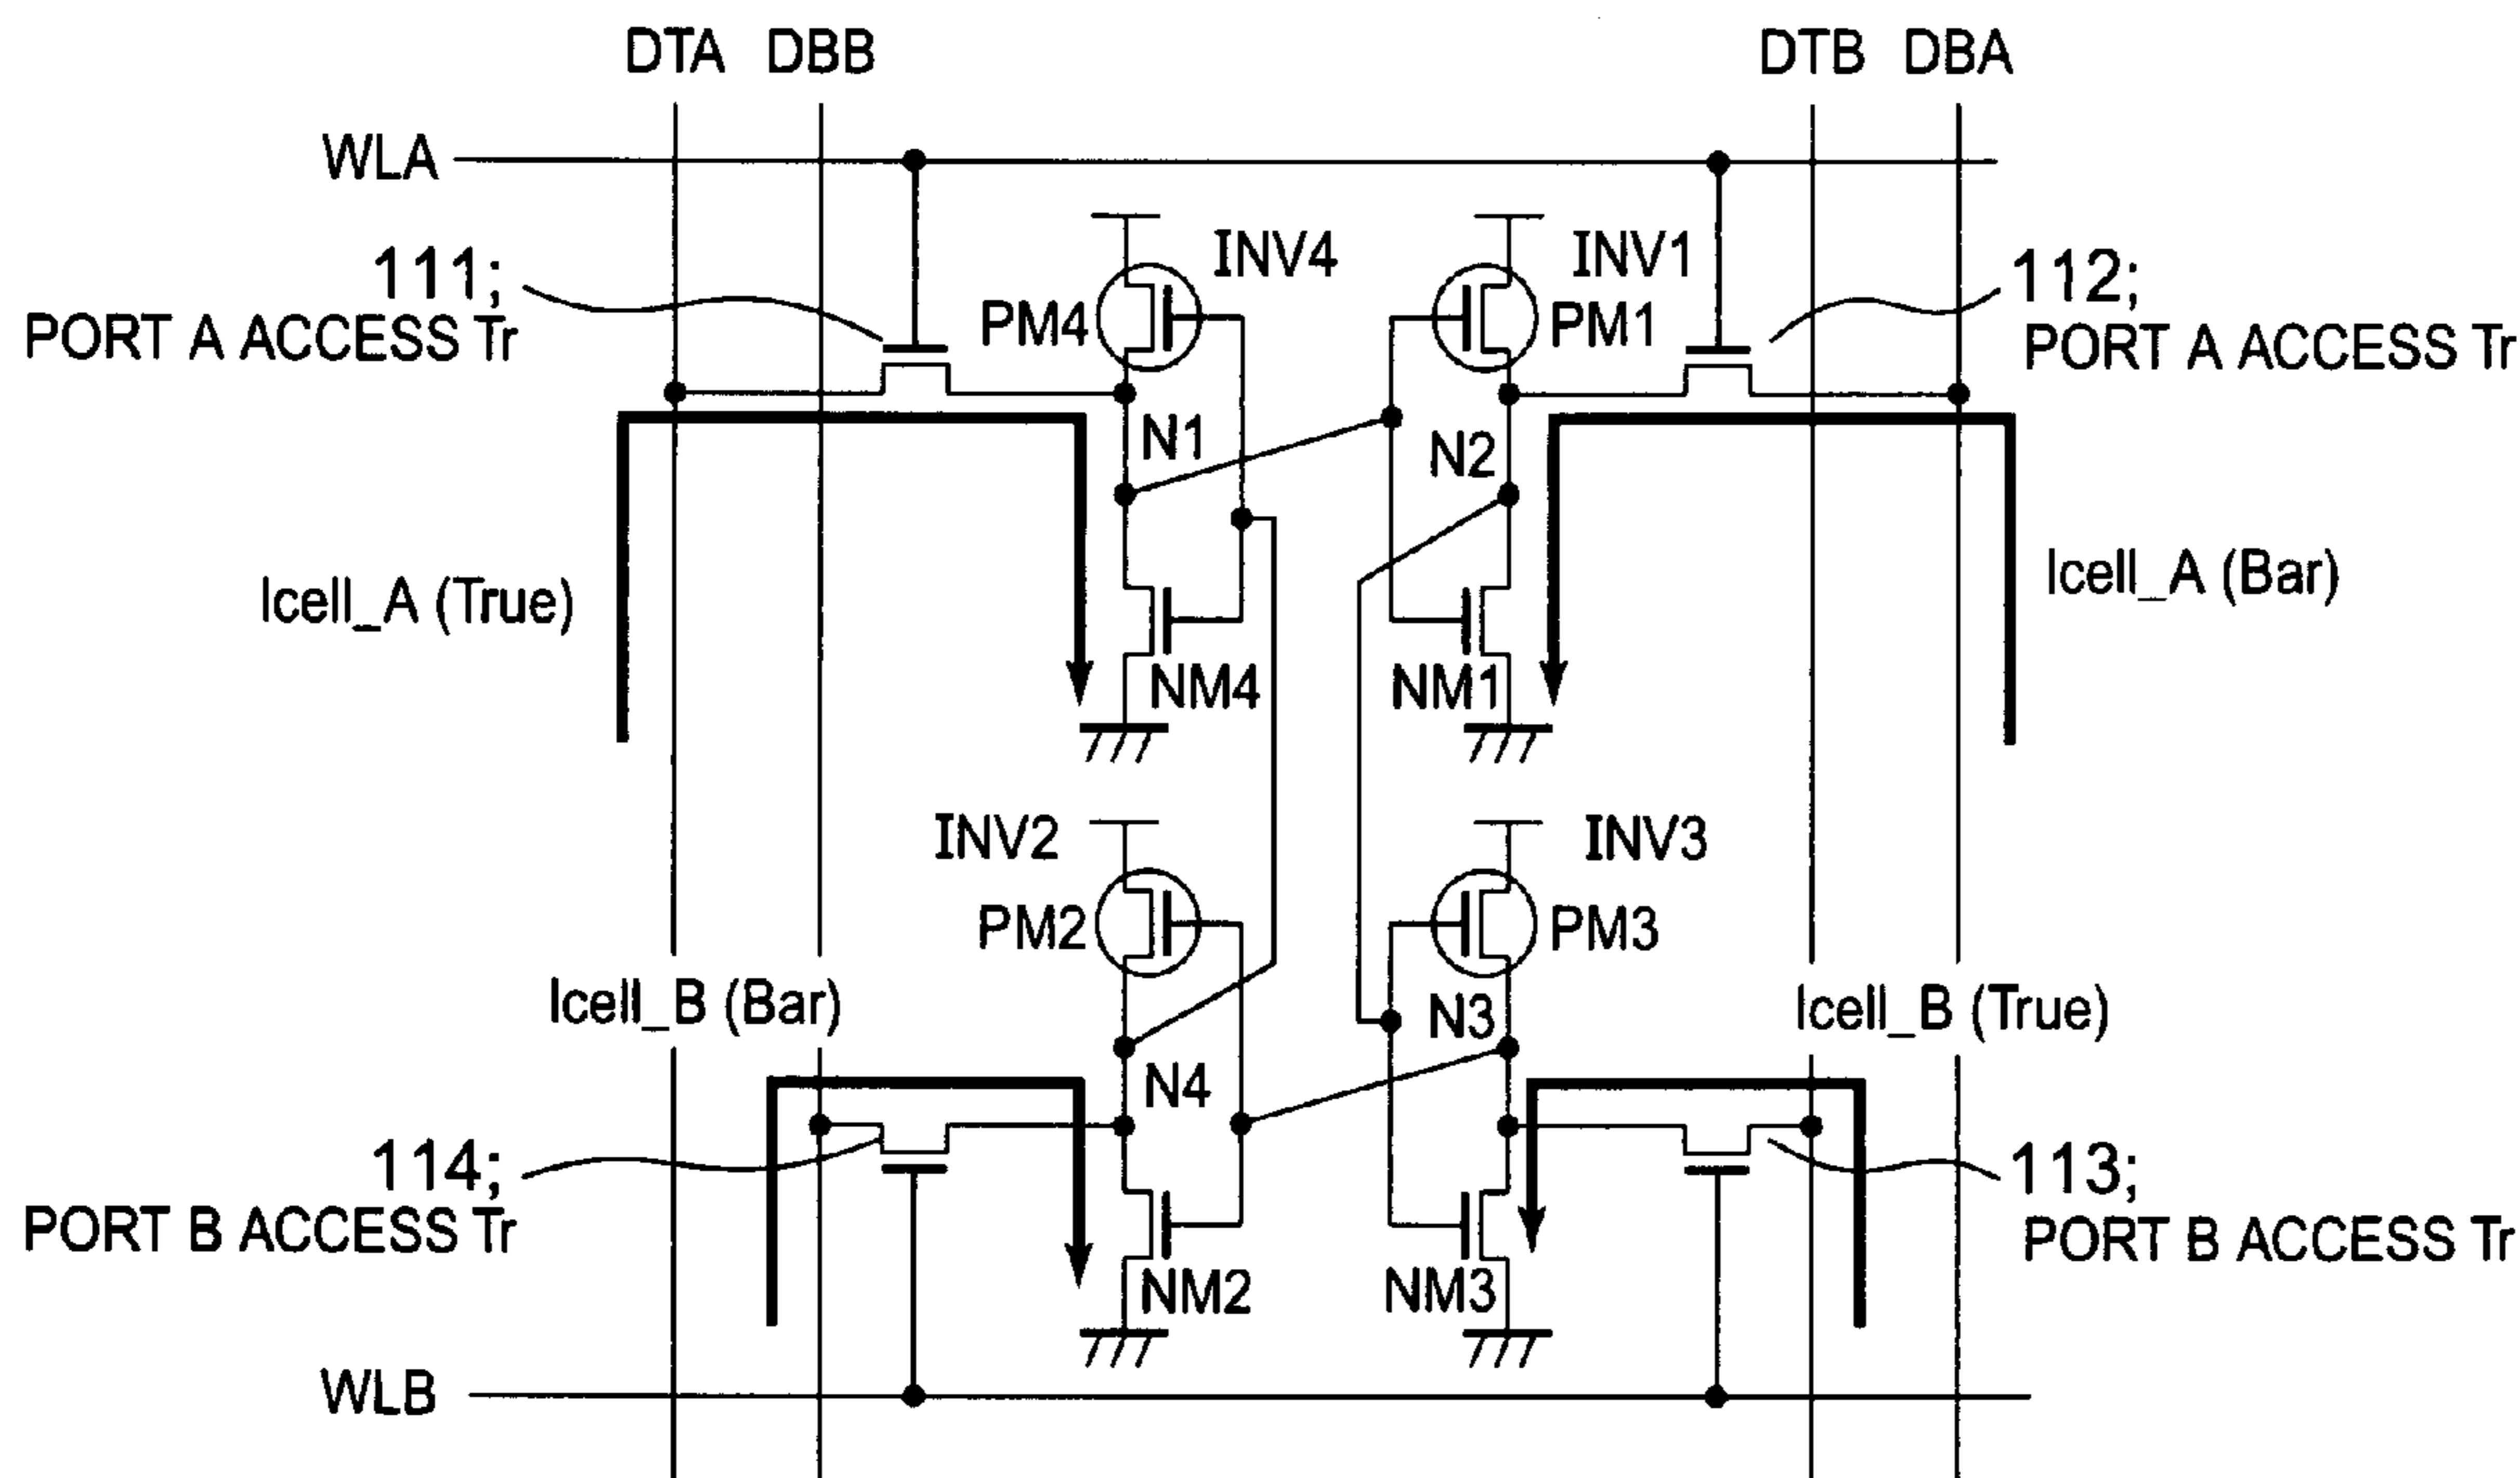 DTA DBB DTB DBA
WLA
INV4 INV1
111; 112;
PORT A ACCESS Tr PM4 PM1 PORT A ACCESS Tr
N1 N2
Icell_A (True) Icell_A (Bar)
NM4 NM1
INV2 INV3
PM2 PM3
Icell_B (Bar) N3 Icell_B (True)
N4
114; 113;
PORT B ACCESS Tr PORT B ACCESS Tr
NM2 NM3
WLB